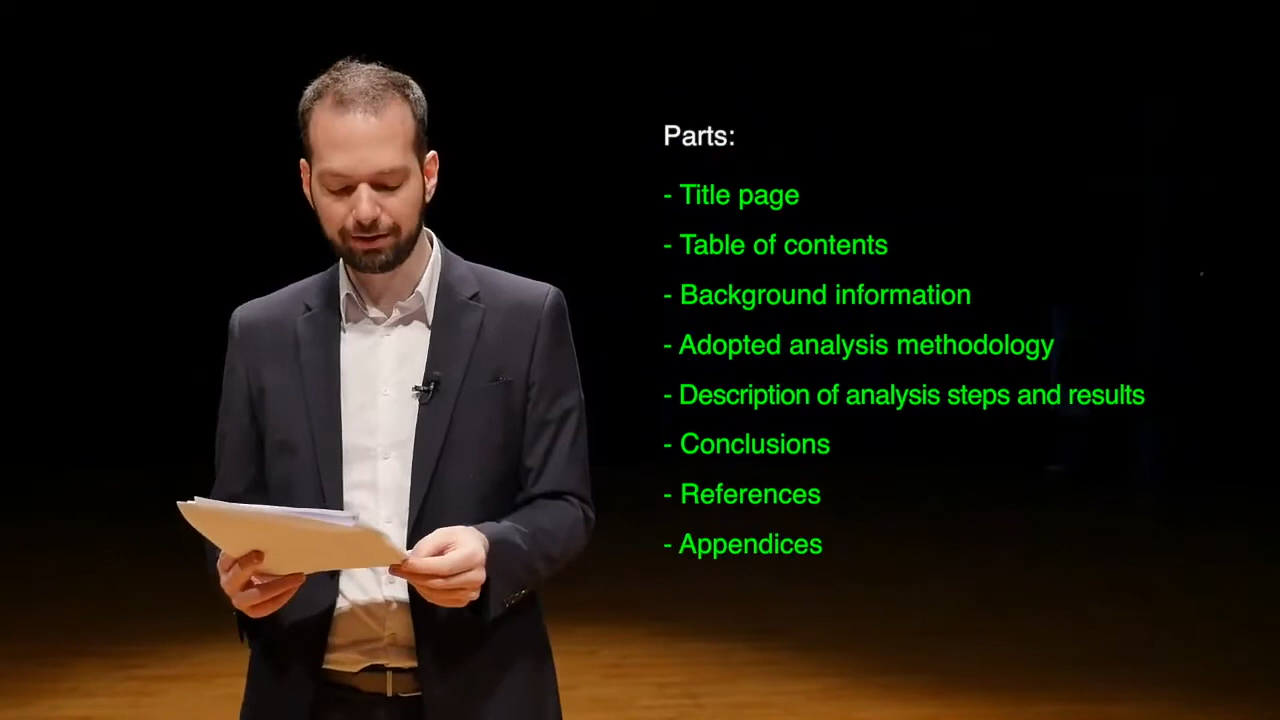 Parts:
- Title page
- Table of contents
- Background information
- Adopted analysis methodology
- Description of analysis steps and results
- Conclusions
- References
- Appendices